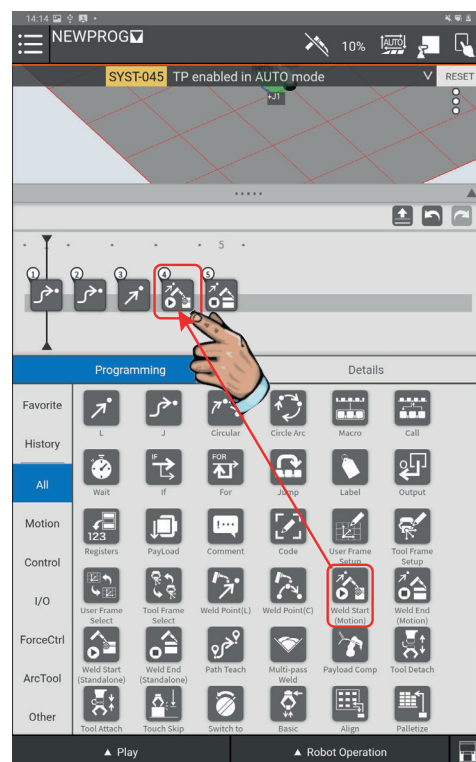 14:14
NEWPROG
10%
AUTO
SYST-045 TP enabled in AUTO mode
RESET
+J1
5
1 2 3 4 5
Programming Details
Favorite
History
All
Motion
Control
I/O
ForceCtrl
ArcTool
Other
L J Circular Circle Arc Macro Call
IF FOR
Wait If For Jump Label Output
123
Registers PayLoad Comment Code User Frame Setup Tool Frame Setup
User Frame Select Tool Frame Select Weld Point(L) Weld Point(C) Weld Start (Motion) Weld End (Motion)
Weld Start (Standalone) Weld End (Standalone) Path Teach Multi-pass Weld Payload Comp Tool Detach
Tool Attach Touch Skip Switch to Basic Align Palletize
▲ Play ▲ Robot Operation